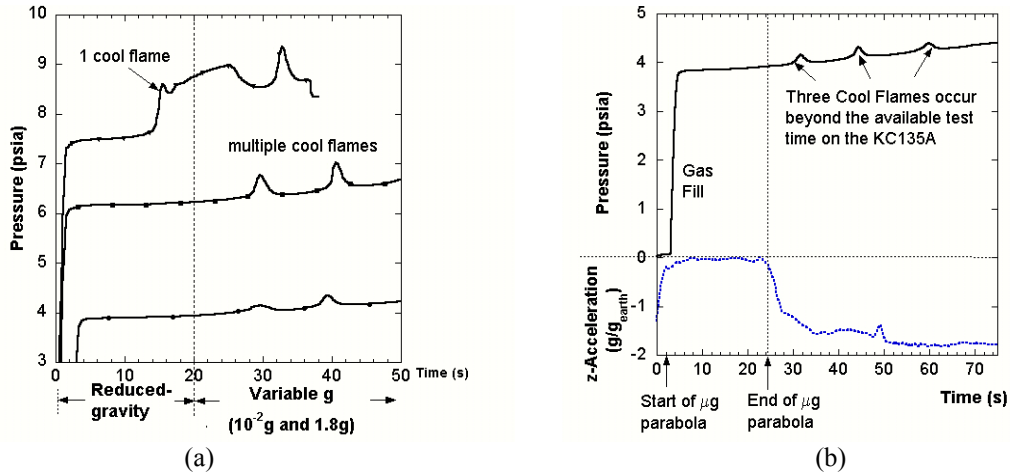 10
9
8
7
6
5
4
3
Pressure (psia)
1 cool flame
multiple cool flames
0
10
20
30
40
50
Time (s)
Reduced-
gravity
Variable g
(10⁻²g and 1.8g)
(a)
6
5
4
3
2
1
0
-1
-2
Pressure (psia)
z-Acceleration
(g/g_earth)
Gas
Fill
Three Cool Flames occur
beyond the available test
time on the KC135A
0
10
20
30
40
50
60
70
Time (s)
Start of μg
parabola
End of μg
parabola
(b)